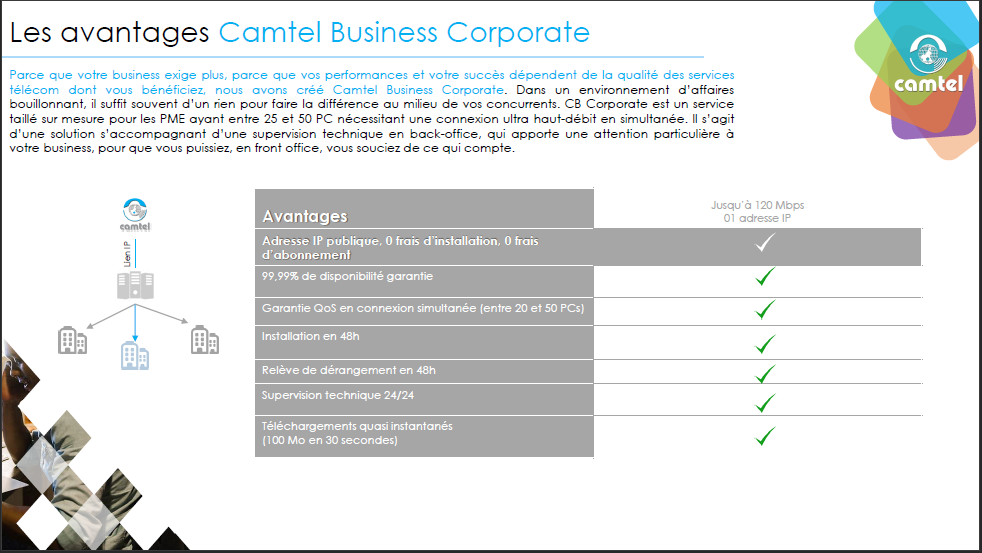 Les avantages Camtel Business Corporate
camtel
Parce que votre business exige plus, parce que vos performances et votre succès dépendent de la qualité des services
télécom dont vous bénéficiez, nous avons créé Camtel Business Corporate. Dans un environnement d’affaires
bouillonnant, il suffit souvent d’un rien pour faire la différence au milieu de vos concurrents. CB Corporate est un service
taillé sur mesure pour les PME ayant entre 25 et 50 PC nécessitant une connexion ultra haut-débit en simultanée. Il s’agit
d’une solution s’accompagnant d’une supervision technique en back-office, qui apporte une attention particulière à
votre business, pour que vous puissiez, en front office, vous souciez de ce qui compte.
camtel
Lien IP
Avantages
Jusqu’à 120 Mbps
01 adresse IP
Adresse IP publique, 0 frais d’installation, 0 frais
d’abonnement
99,99% de disponibilité garantie
Garantie QoS en connexion simultanée (entre 20 et 50 PCs)
Installation en 48h
Relève de dérangement en 48h
Supervision technique 24/24
Téléchargements quasi instantanés
(100 Mo en 30 secondes)